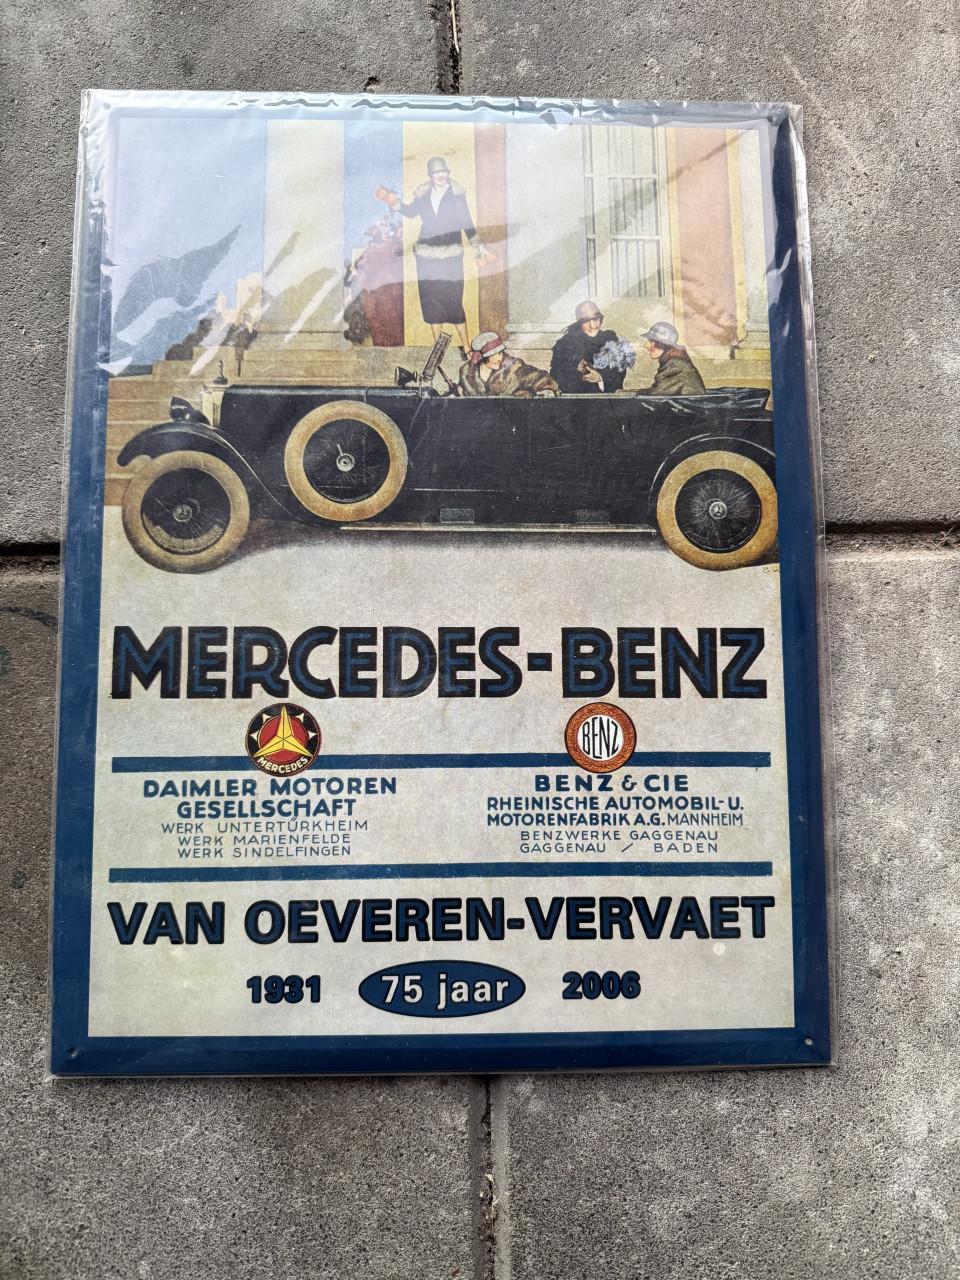 MERCEDES-BENZ
MERCEDES
BENZ
DAIMLER MOTOREN
GESELLSCHAFT
WERK UNTERTÜRKHEIM
WERK MARIENFELDE
WERK SINDELFINGEN
BENZ & CIE
RHEINISCHE AUTOMOBIL- U.
MOTORENFABRIK A.G. MANNHEIM
BENZWERKE GAGGENAU
GAGGENAU / BADEN
VAN OEVEREN-VERVAET
1931 75 jaar 2006